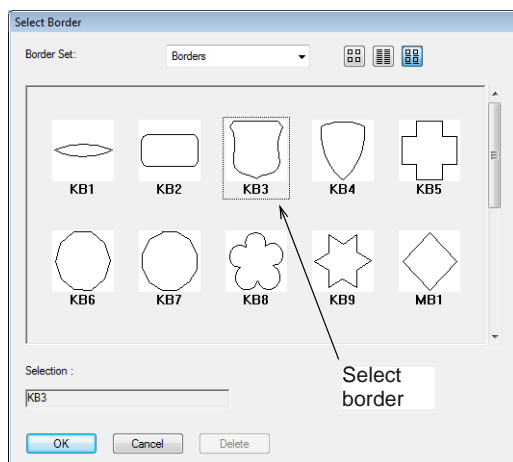 Select Border
Border Set:
Borders
KB1 KB2 KB3 KB4 KB5
KB6 KB7 KB8 KB9 MB1
Select
border
Selection :
KB3
OK Cancel Delete